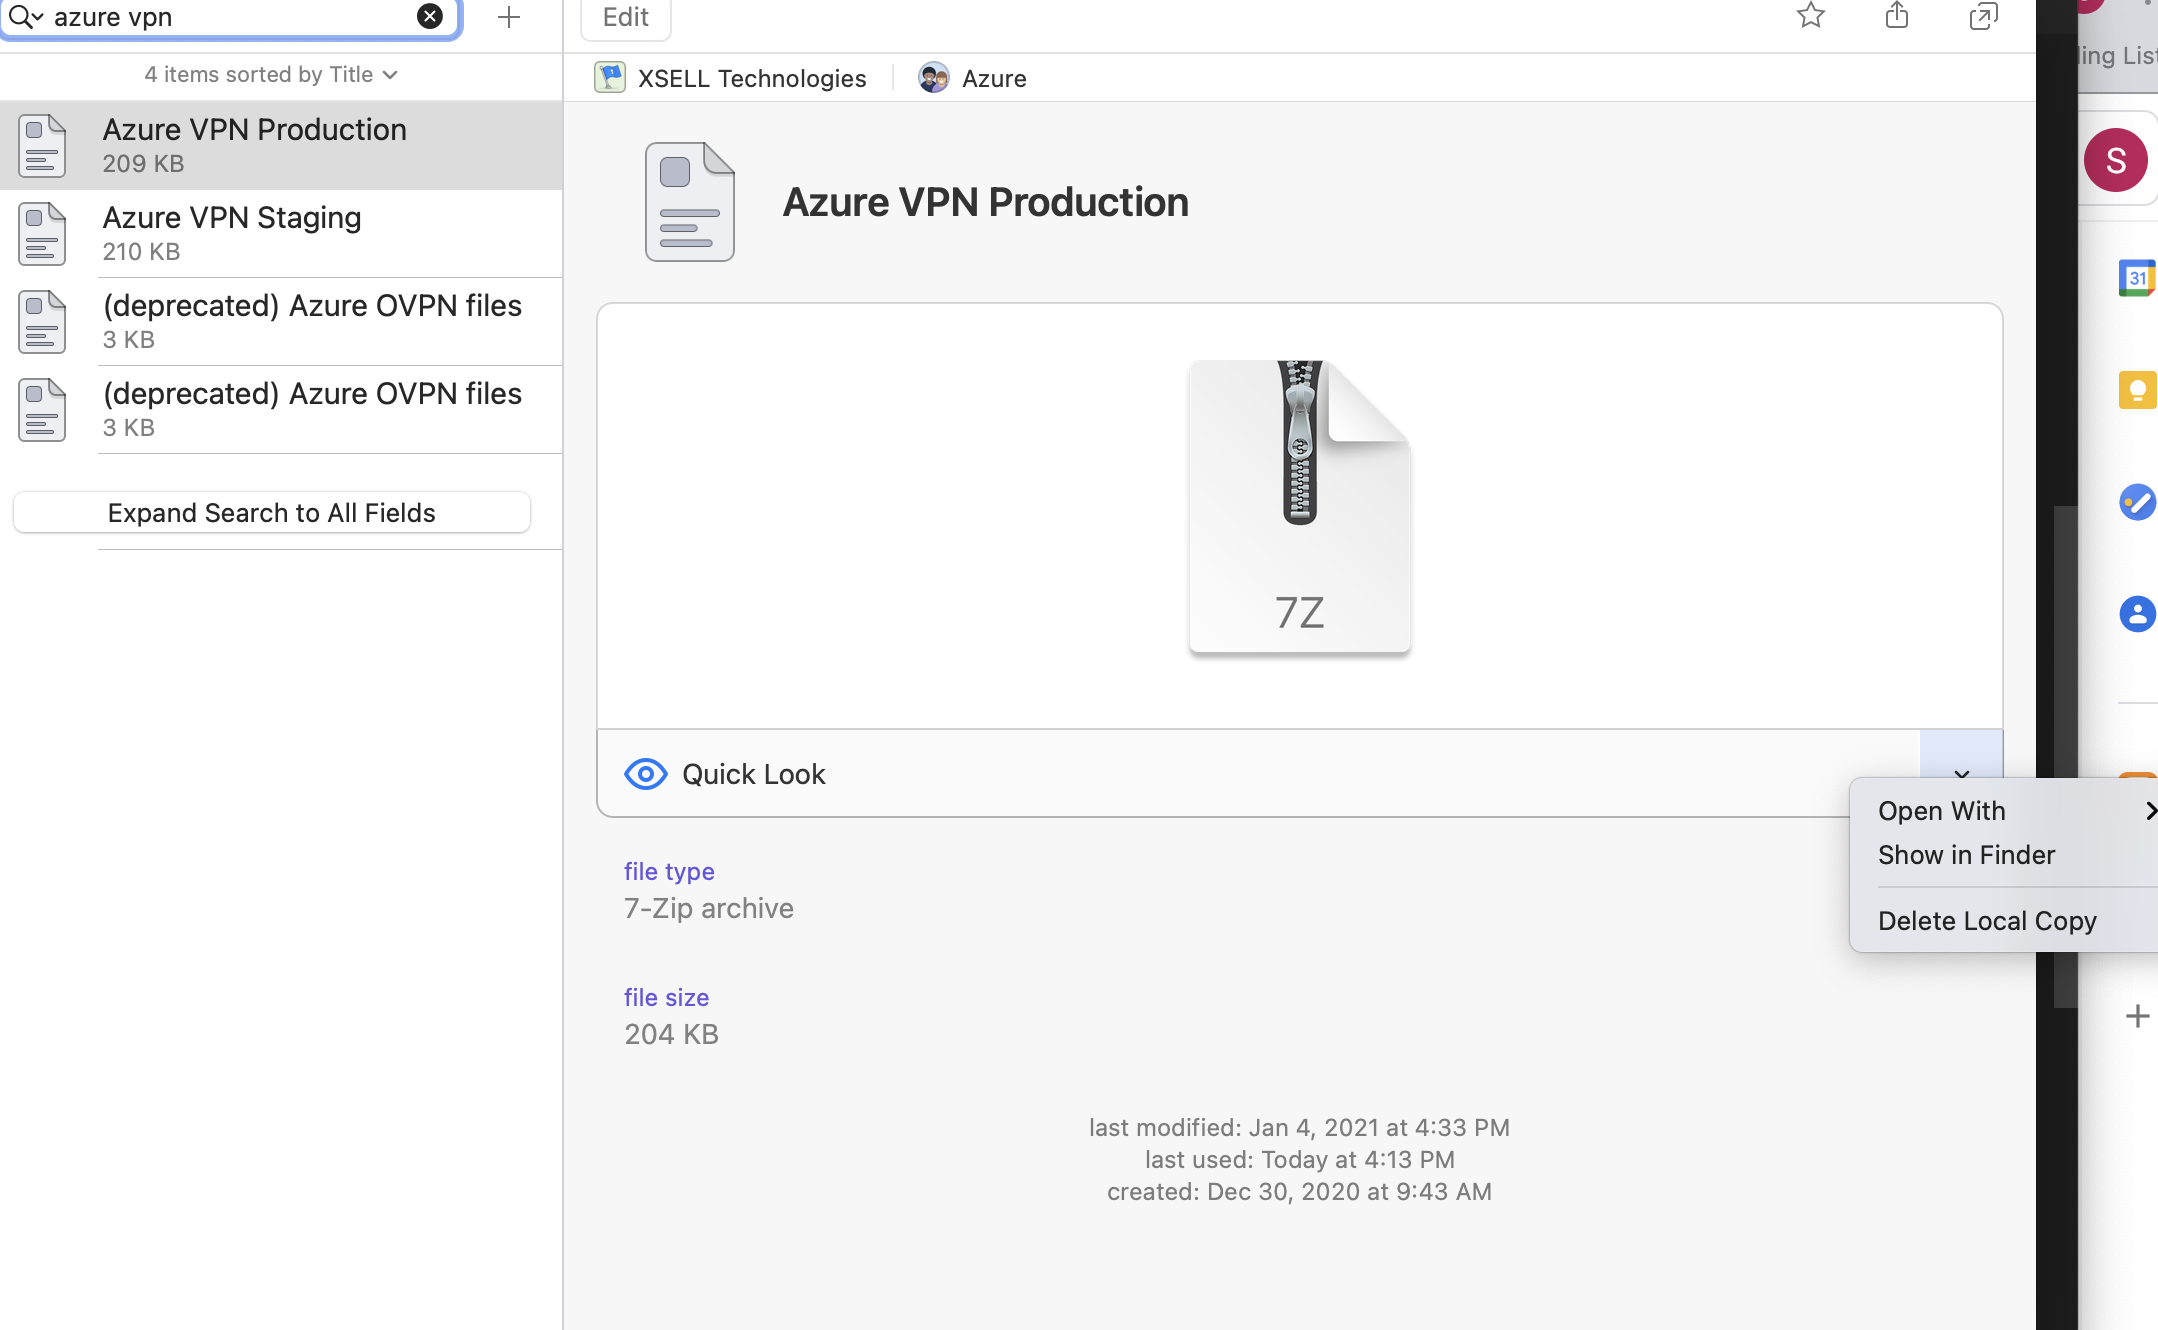 azure vpn
4 items sorted by Title
Azure VPN Production
209 KB
Azure VPN Staging
210 KB
(deprecated) Azure OVPN files
3 KB
(deprecated) Azure OVPN files
3 KB
Expand Search to All Fields
Edit
XSELL Technologies
Azure
Azure VPN Production
7Z
Quick Look
Open With
Show in Finder
Delete Local Copy
file type
7-Zip archive
file size
204 KB
last modified: Jan 4, 2021 at 4:33 PM
last used: Today at 4:13 PM
created: Dec 30, 2020 at 9:43 AM
S
31